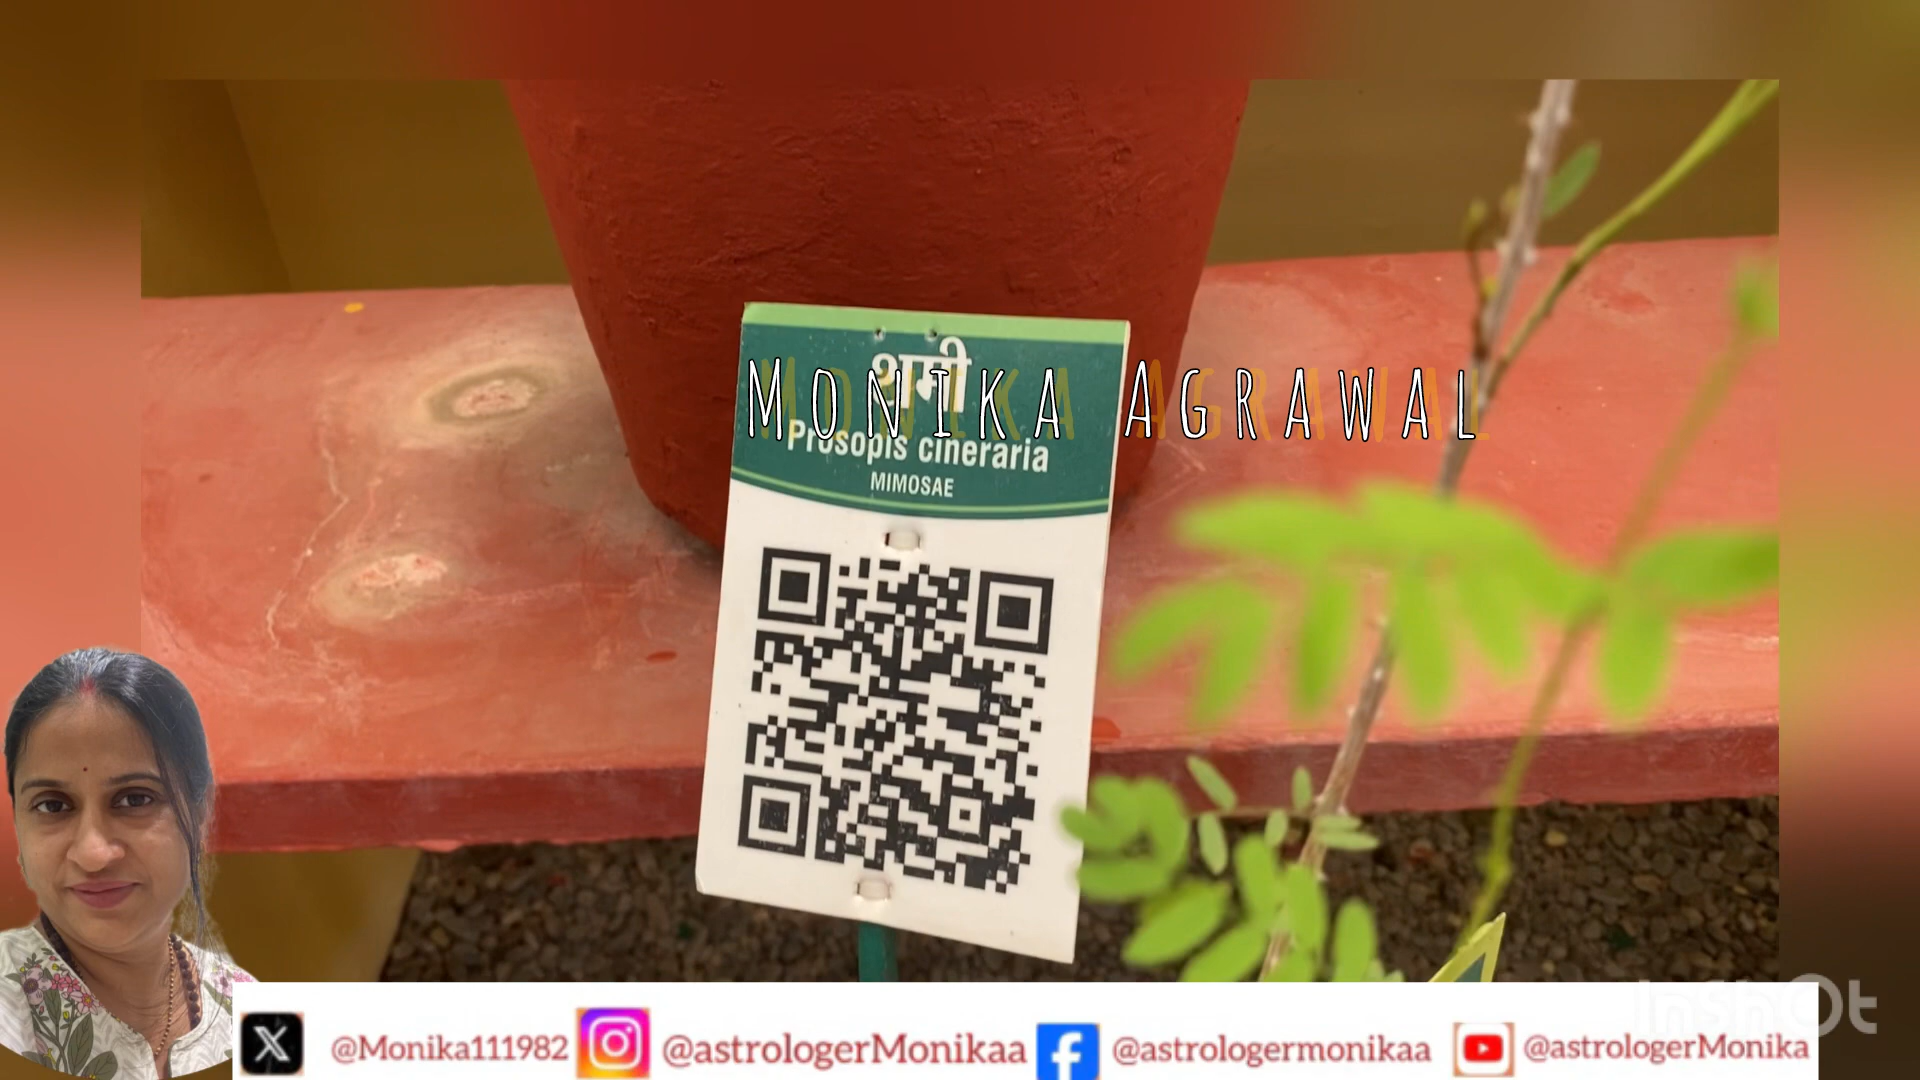 शमी
Monika Agrawal
Prosopis cineraria
MIMOSAE
@Monika111982 @astrologerMonikaa @astrologermonikaa @astrologerMonika
InShOt